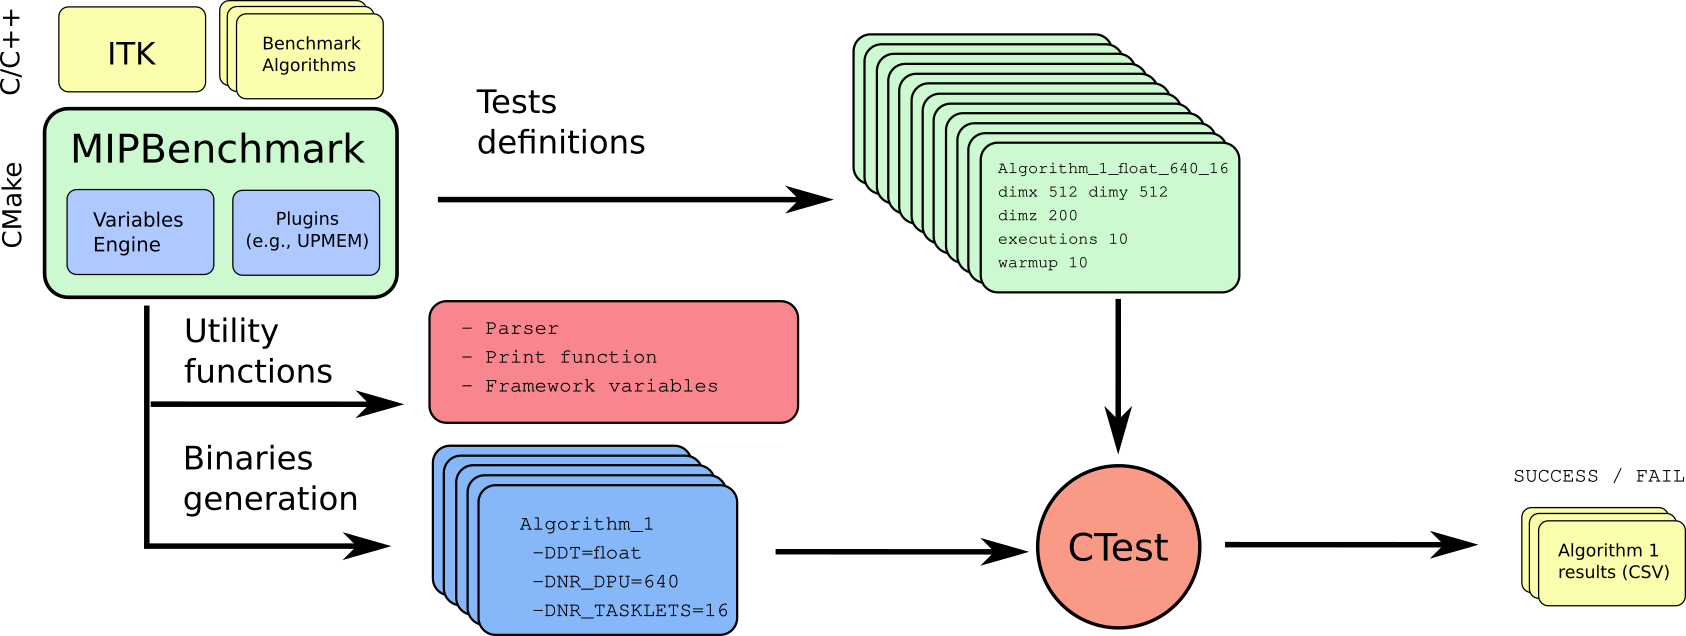 C/C++
ITK
Benchmark
Algorithms
CMake
MIPBenchmark
Variables
Engine
Plugins
(e.g., UPMEM)
Tests
definitions
Algorithm_1_float_640_16
dimx 512 dimy 512
dimz 200
executions 10
warmup 10
Utility
functions
- Parser
- Print function
- Framework variables
Binaries
generation
Algorithm_1
-DDT=float
-DNR_DPU=640
-DNR_TASKLETS=16
CTest
SUCCESS / FAIL
Algorithm 1
results (CSV)